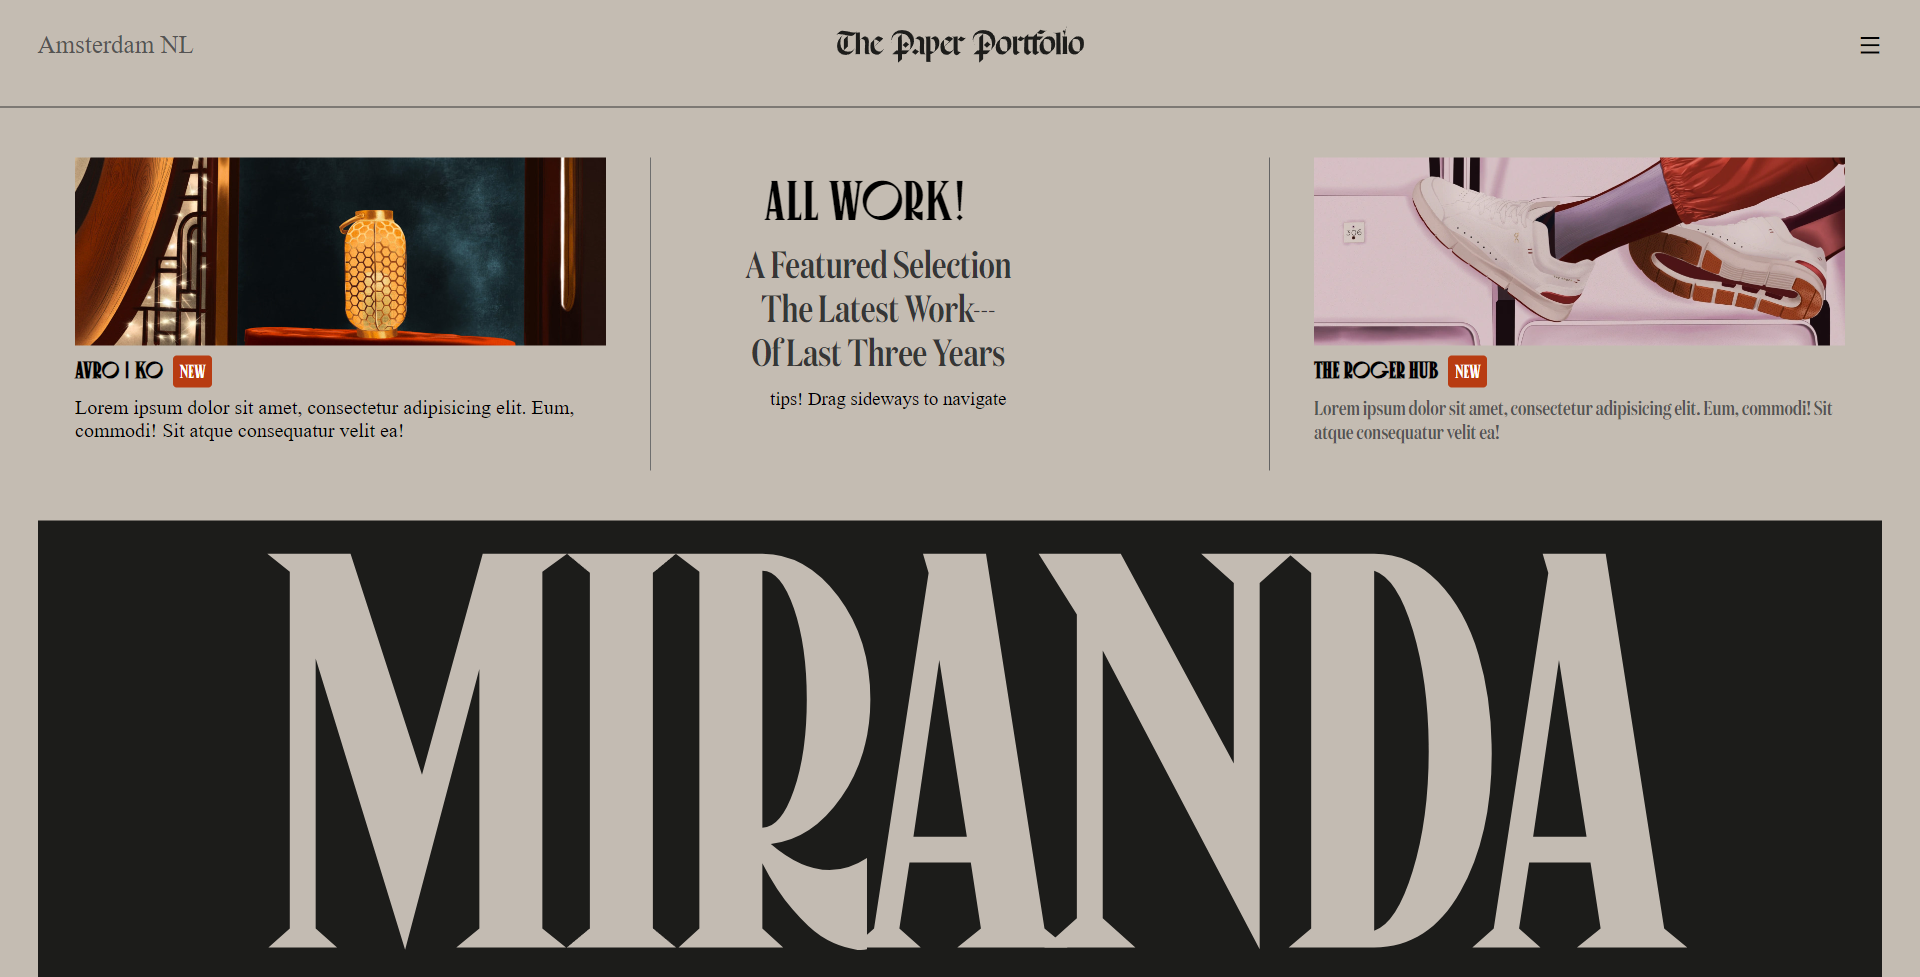 Amsterdam NL
The Paper Portfolio
AVRO | KO NEW
Lorem ipsum dolor sit amet, consectetur adipisicing elit. Eum,
commodi! Sit atque consequatur velit ea!
ALL WORK!
A Featured Selection
The Latest Work---
Of Last Three Years
tips! Drag sideways to navigate
THE ROGER HUB NEW
Lorem ipsum dolor sit amet, consectetur adipisicing elit. Eum, commodi! Sit
atque consequatur velit ea!
MIRANDA